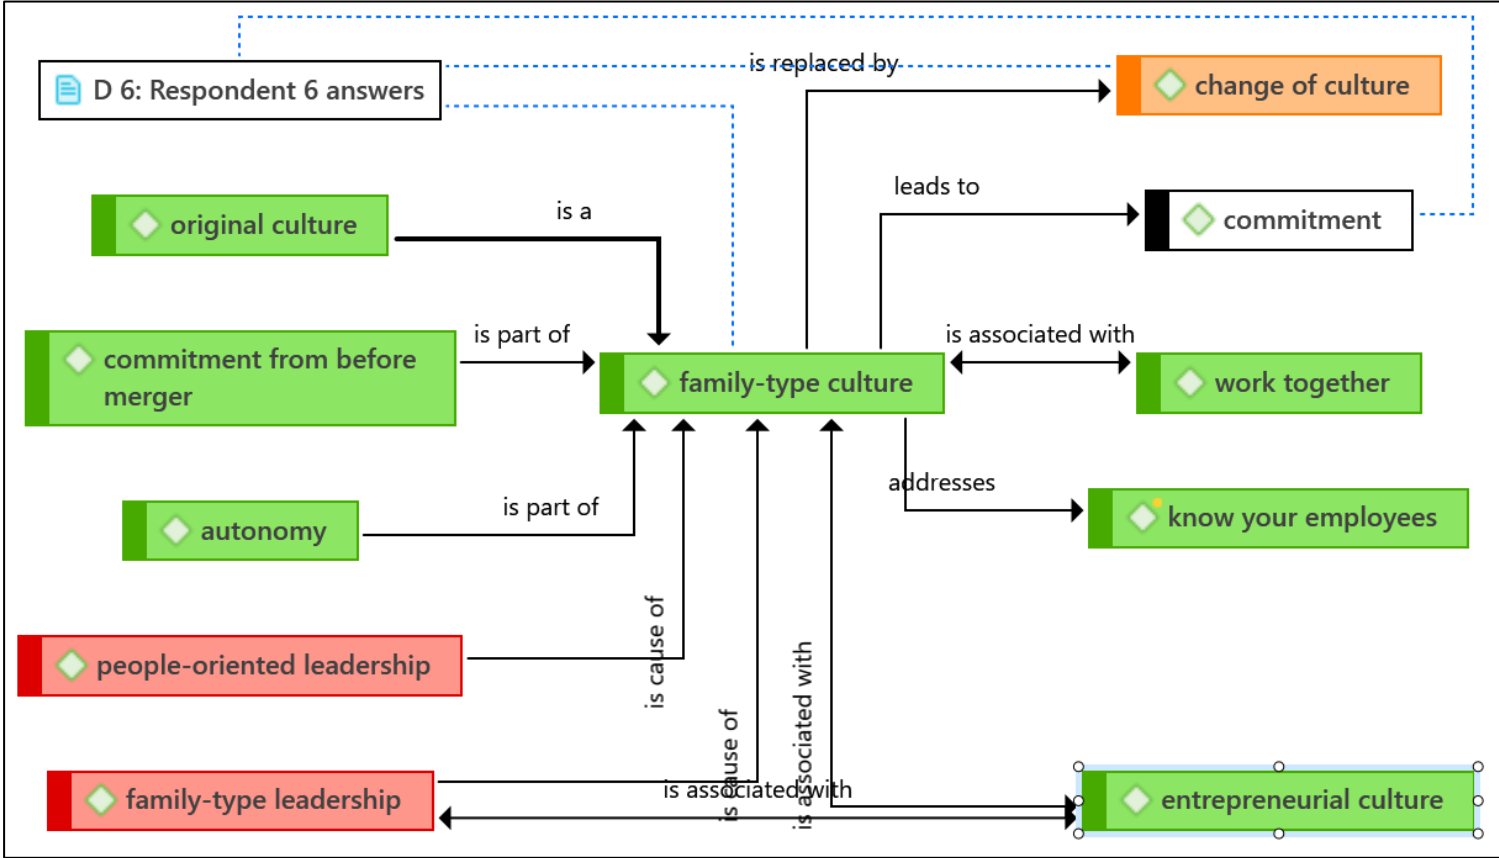 is replaced by
D 6: Respondent 6 answers
change of culture
leads to
original culture
is a
commitment
is part of
is associated with
commitment from before
merger
family-type culture
work together
addresses
autonomy
is part of
know your employees
people-oriented leadership
is cause of
is cause of
is associated with
family-type leadership
is associated with
entrepreneurial culture